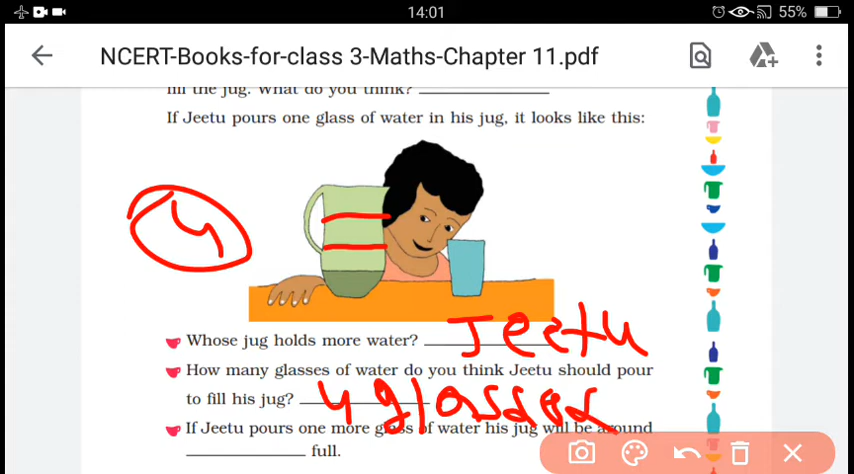 14:01 55%
NCERT-Books-for-class 3-Maths-Chapter 11.pdf
fill the jug. What do you think?
If Jeetu pours one glass of water in his jug, it looks like this:
4
Whose jug holds more water? Jeetu
How many glasses of water do you think Jeetu should pour
to fill his jug? 4 glasses
If Jeetu pours one more glass of water his jug will be around
full.